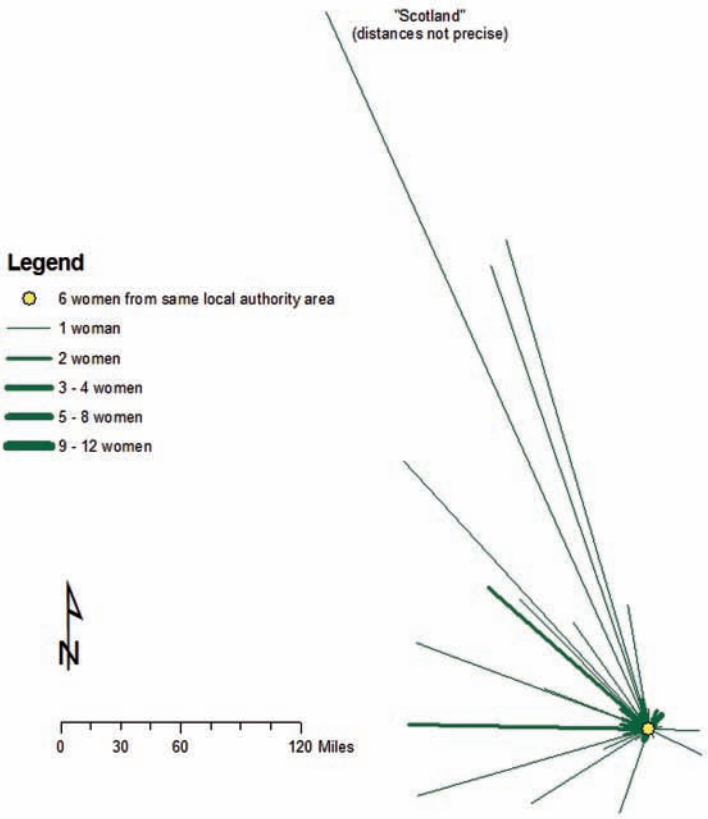 "Scotland"
(distances not precise)
Legend
6 women from same local authority area
1 woman
2 women
3 - 4 women
5 - 8 women
9 - 12 women
N
0 30 60 120 Miles